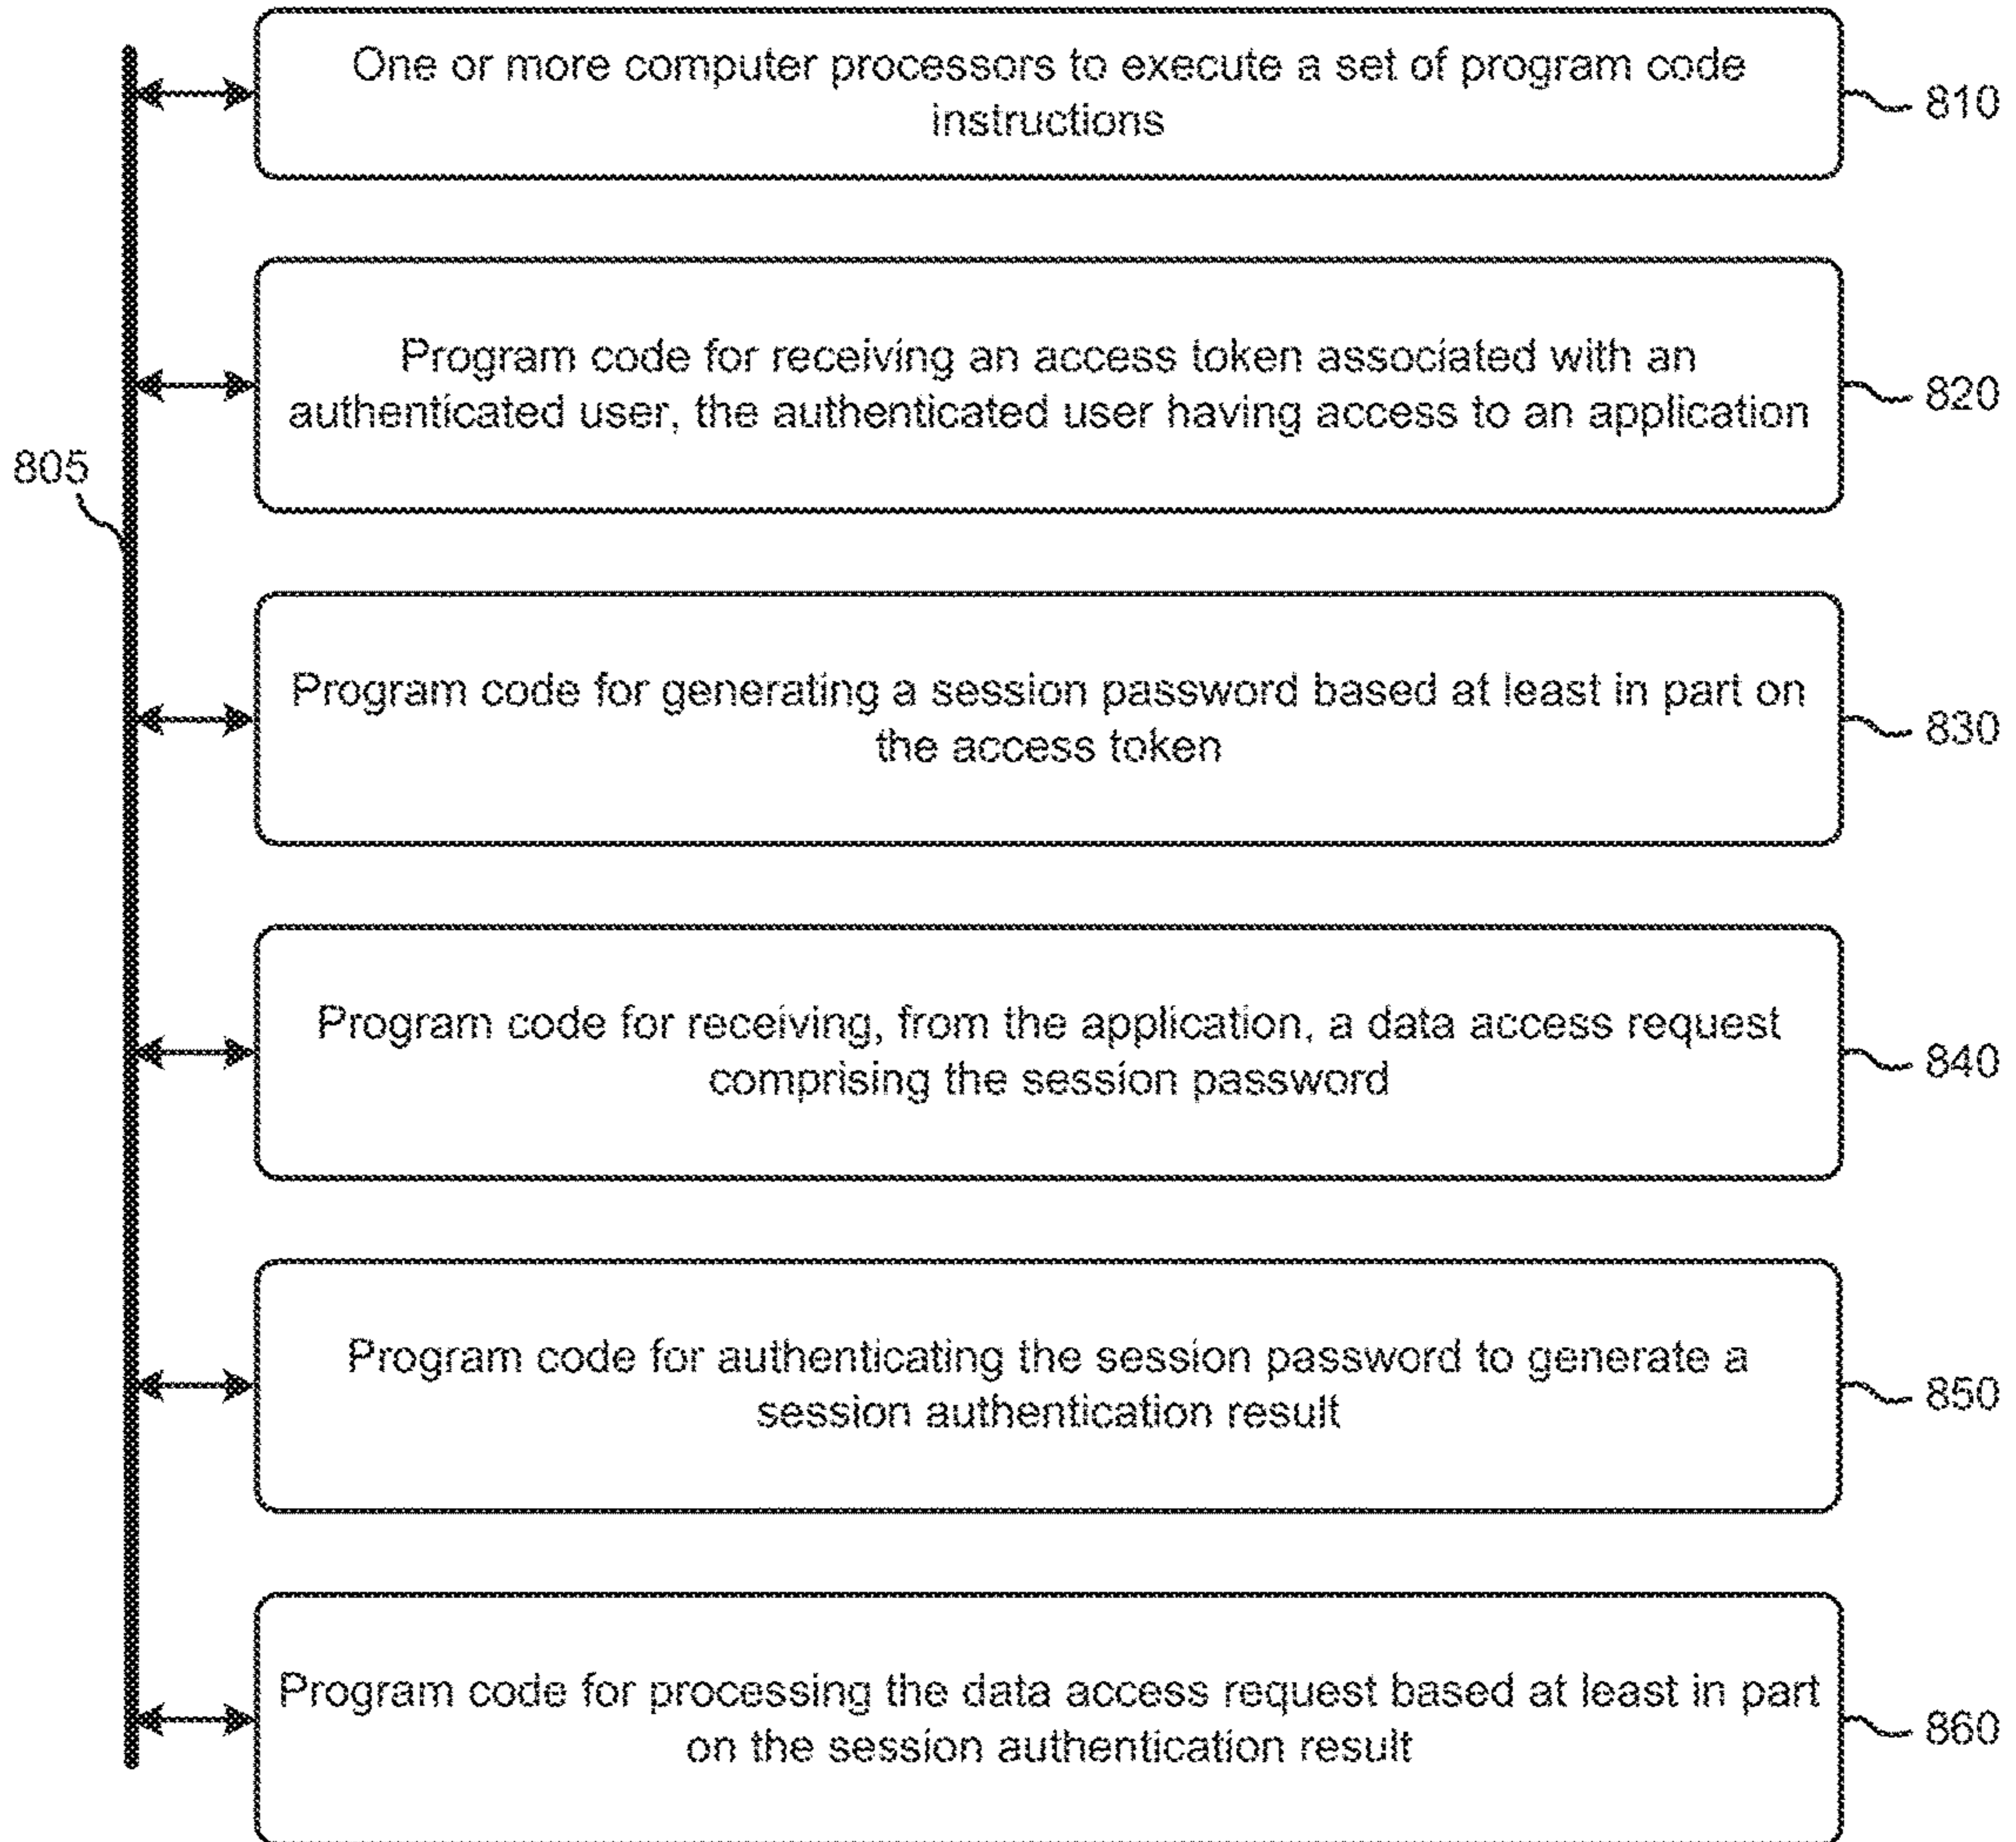 One or more computer processors to execute a set of program code
instructions
810
Program code for receiving an access token associated with an
authenticated user, the authenticated user having access to an application
820
805
Program code for generating a session password based at least in part on
the access token
830
Program code for receiving, from the application, a data access request
comprising the session password
840
Program code for authenticating the session password to generate a
session authentication result
850
Program code for processing the data access request based at least in part
on the session authentication result
860